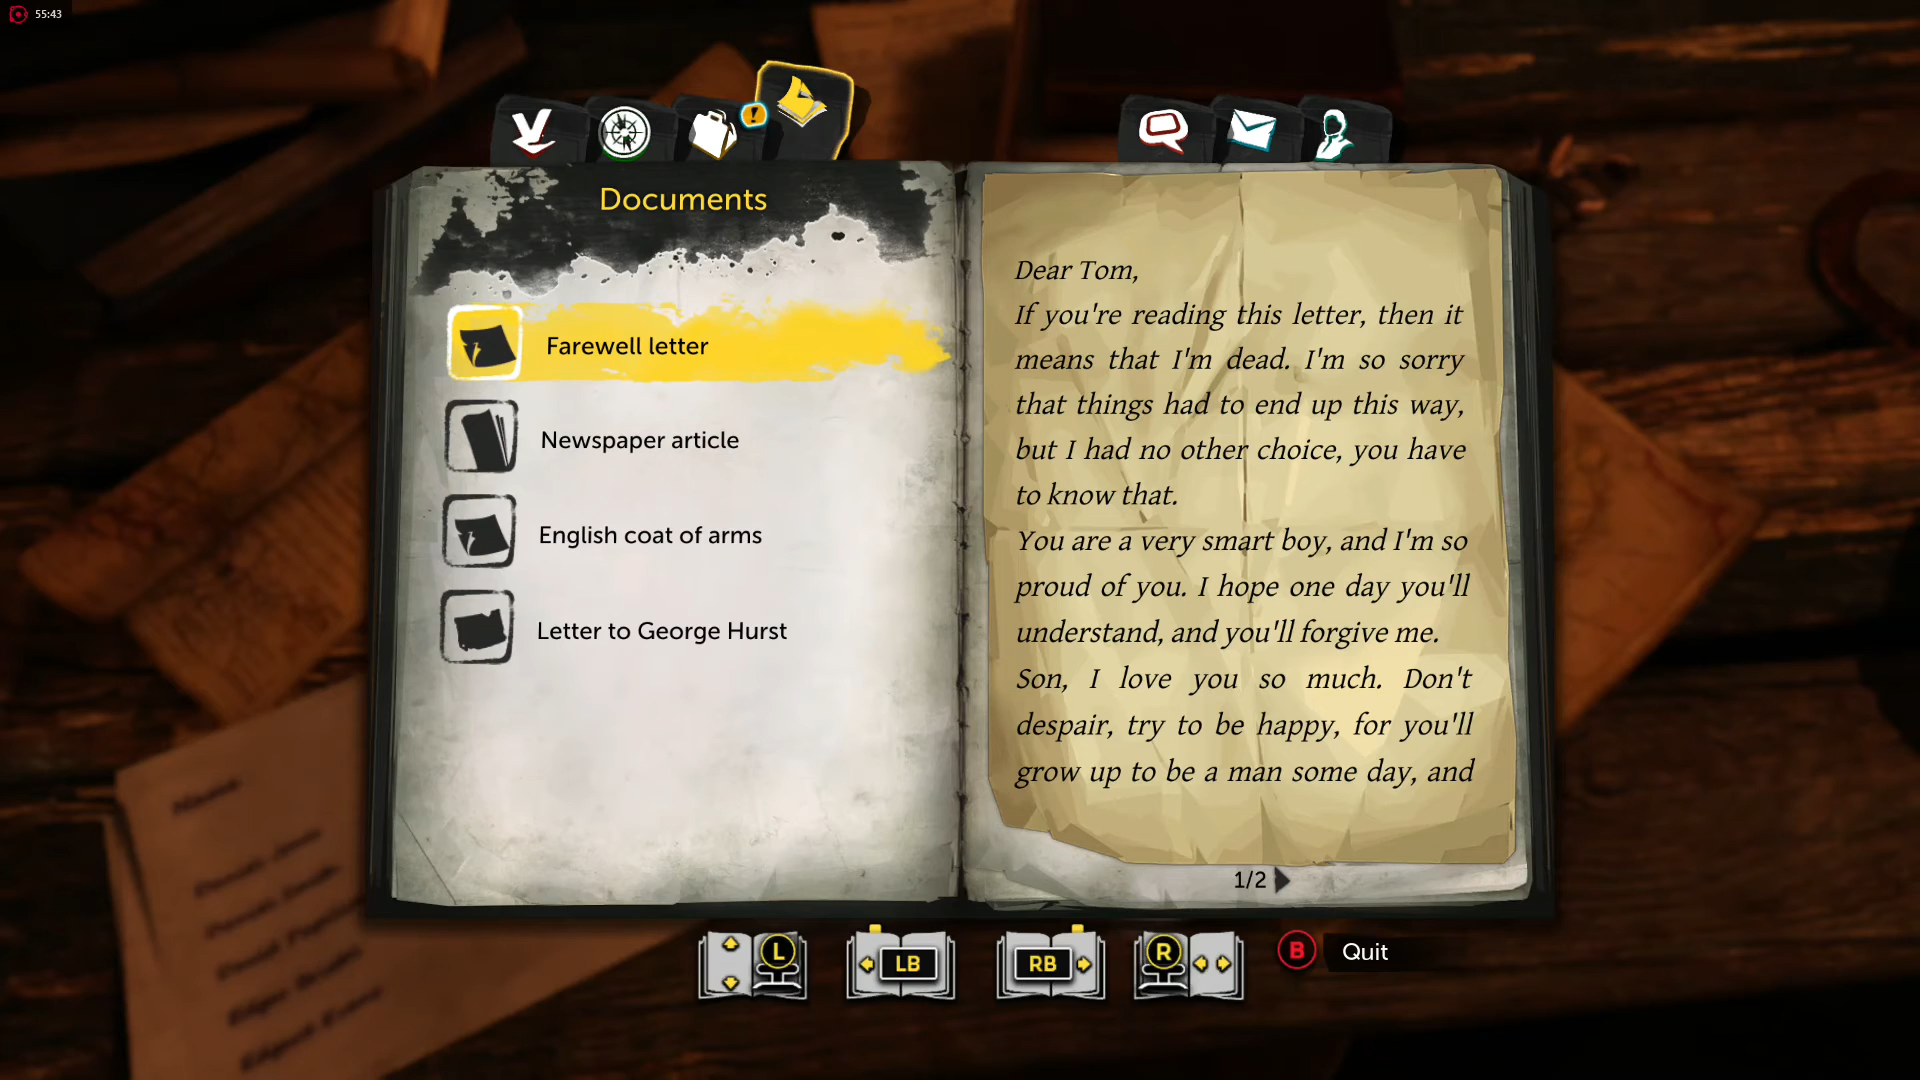 55:43
Documents
Farewell letter
Newspaper article
English coat of arms
Letter to George Hurst
Dear Tom,
If you're reading this letter, then it
means that I'm dead. I'm so sorry
that things had to end up this way,
but I had no other choice, you have
to know that.
You are a very smart boy, and I'm so
proud of you. I hope one day you'll
understand, and you'll forgive me.
Son, I love you so much. Don't
despair, try to be happy, for you'll
grow up to be a man some day, and
1/2
L
LB
RB
R
B Quit